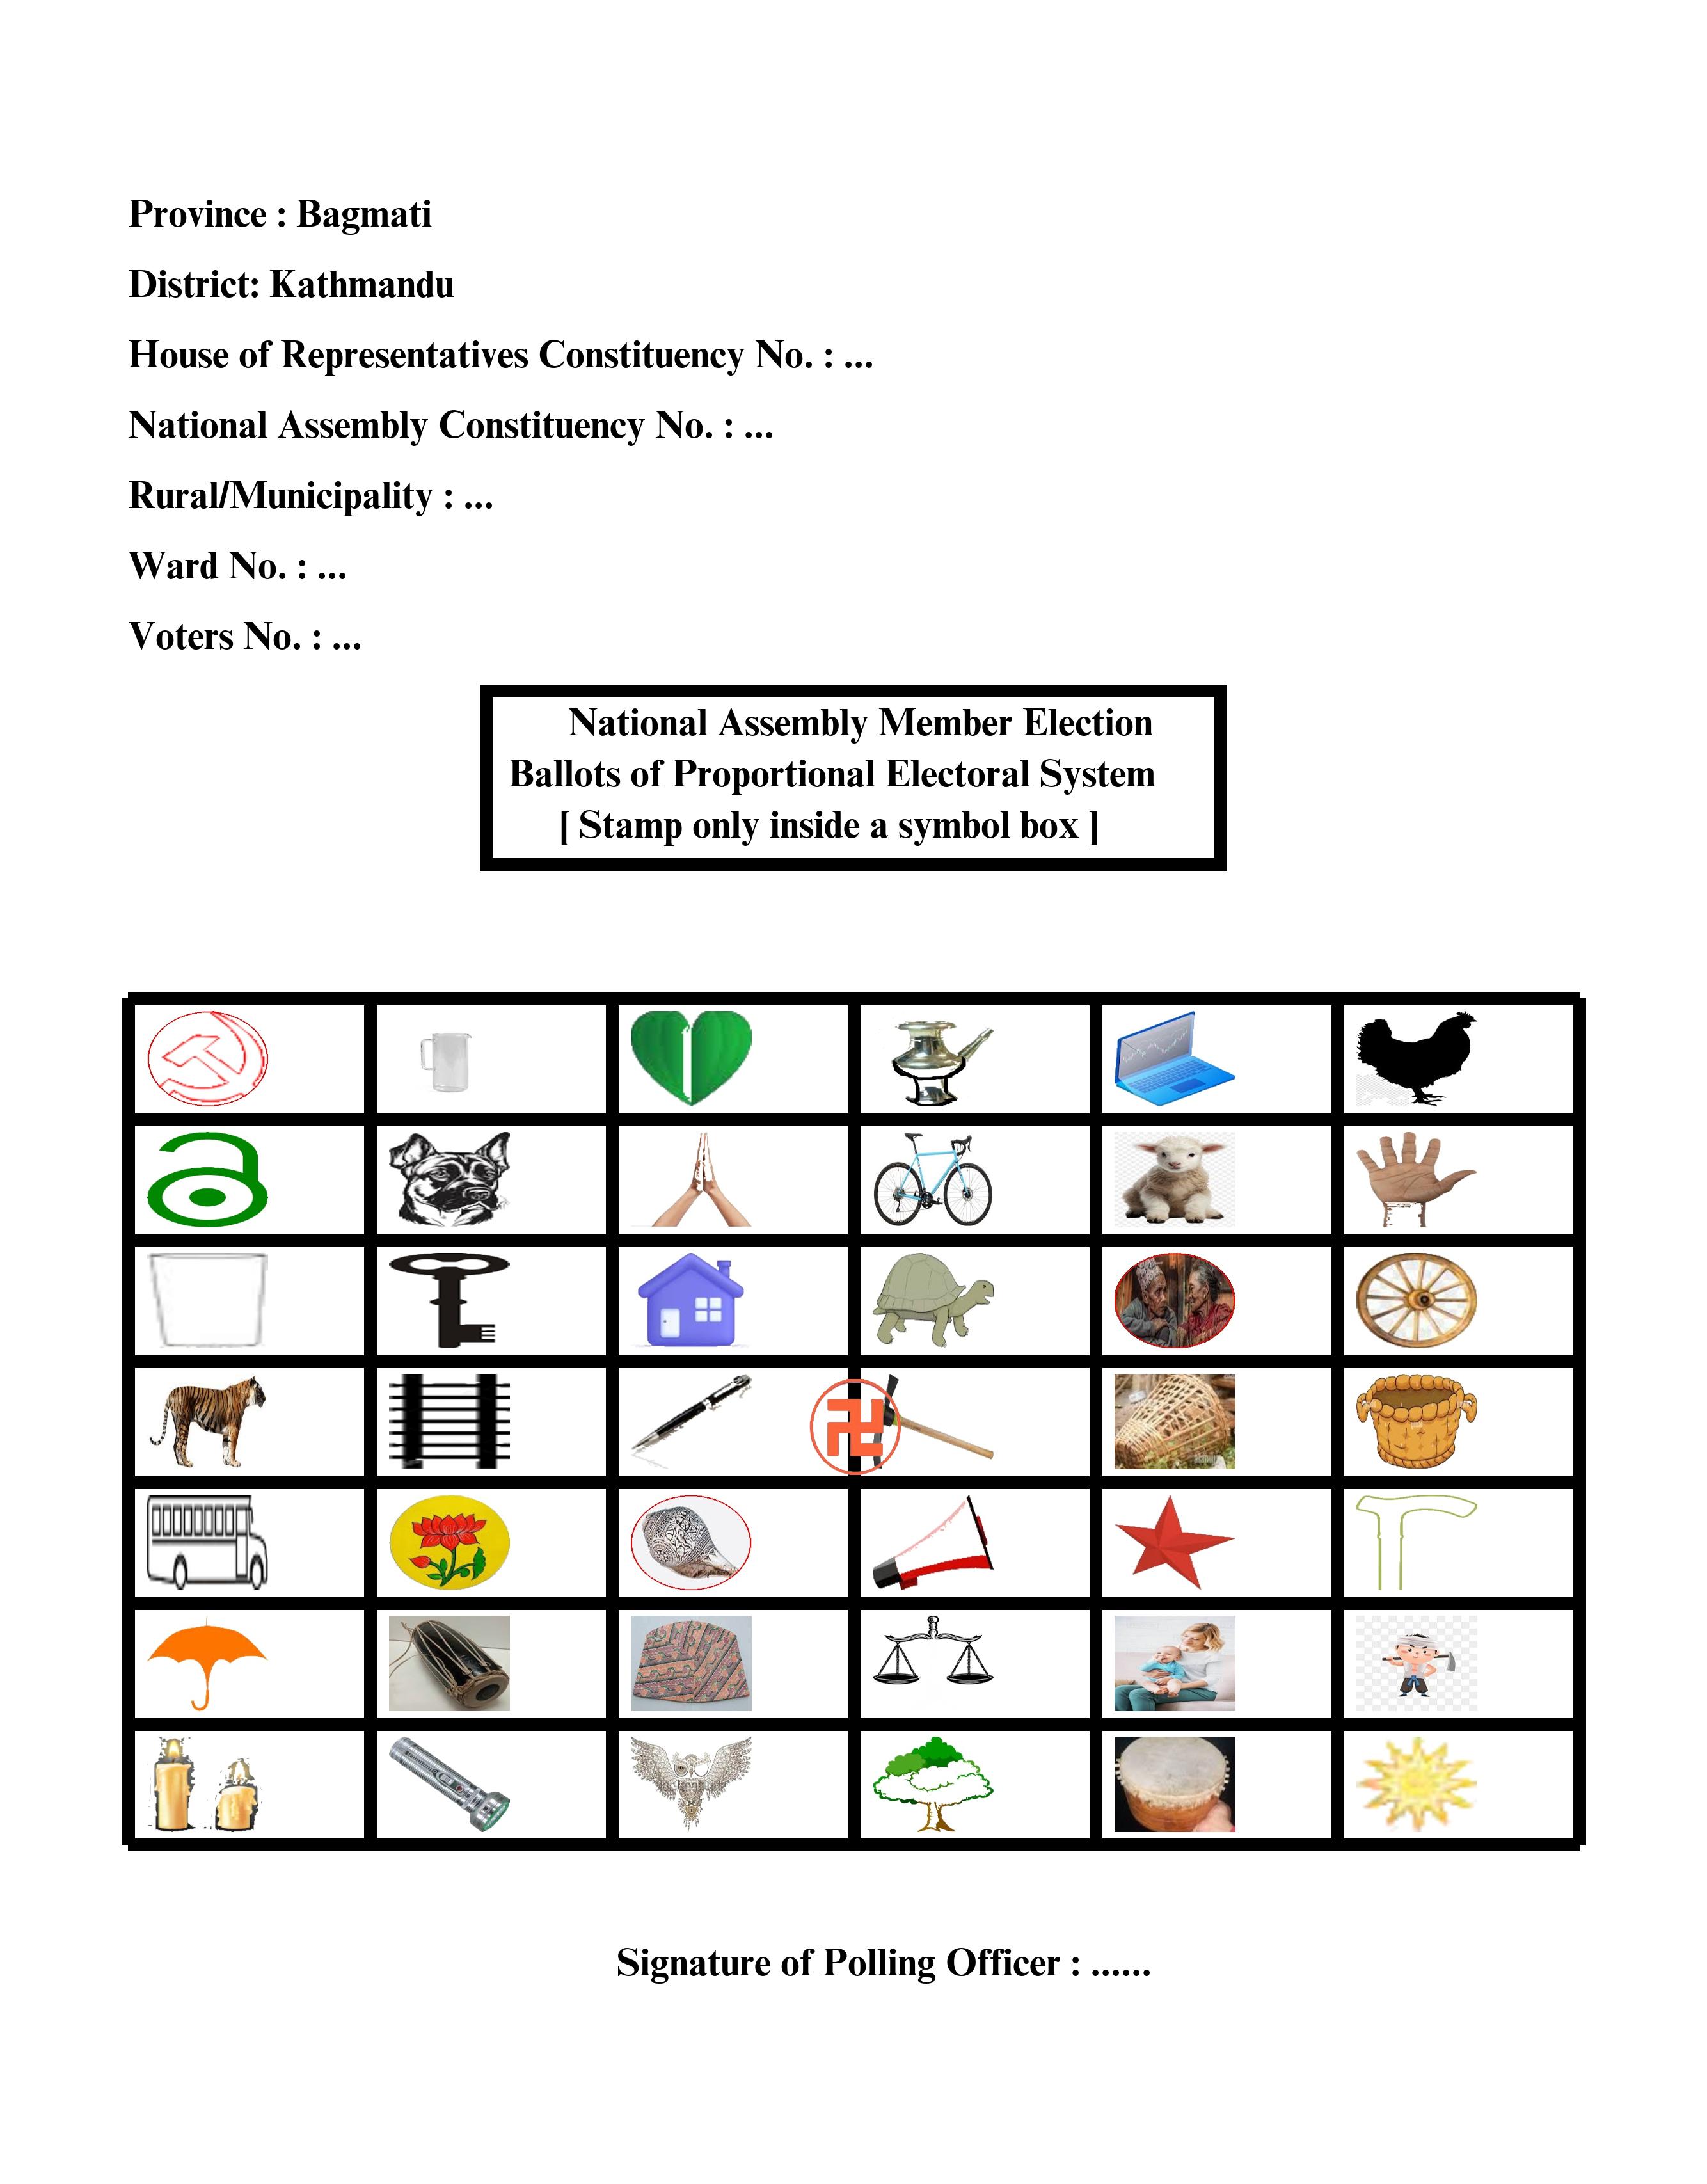 Province : Bagmati
District: Kathmandu
House of Representatives Constituency No. : ...
National Assembly Constituency No. : ...
Rural/Municipality : ...
Ward No. : ...
Voters No. : ...
National Assembly Member Election
Ballots of Proportional Electoral System
[ Stamp only inside a symbol box ]
Signature of Polling Officer : ......